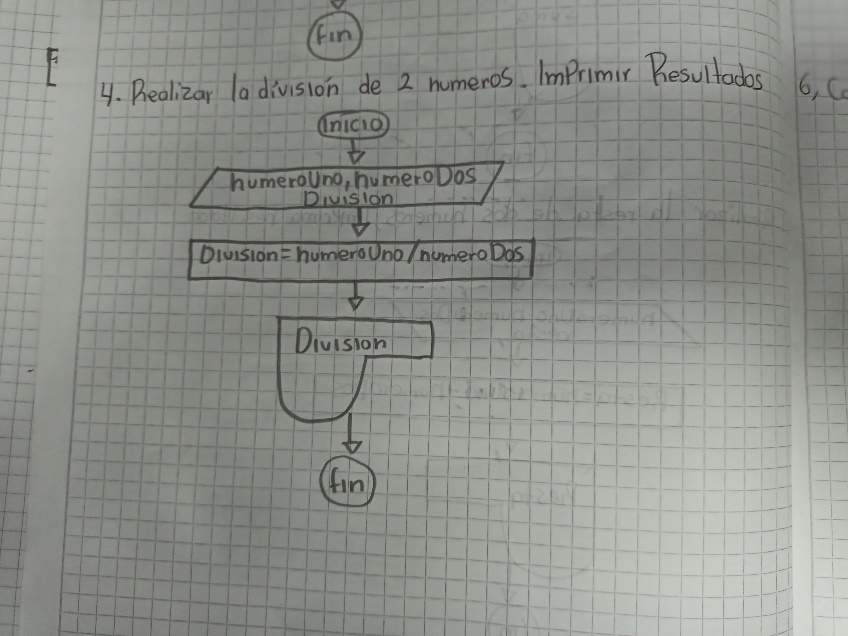 fin
4. Realizar la división de 2 numeros. ImPrimir Resultados
6,
Inicio
numeroUno, numeroDos
Division
Division = numeroUno / numeroDos
Division
fin